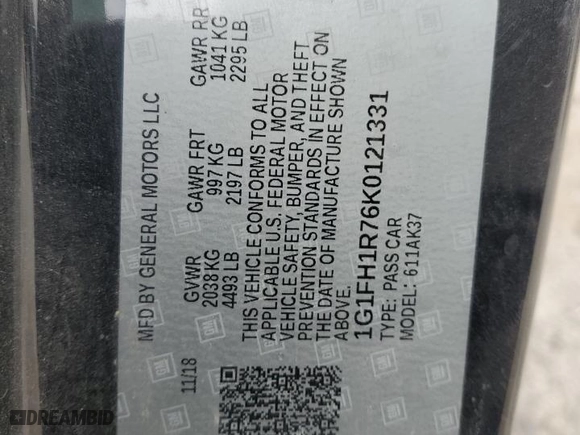 MFD BY GENERAL MOTORS LLC
GVWR GAWR FRT GAWR RR
2038 KG 997 KG 1041 KG
4493 LB 2197 LB 2295 LB
THIS VEHICLE CONFORMS TO ALL
APPLICABLE U.S. FEDERAL MOTOR
VEHICLE SAFETY, BUMPER, AND THEFT
PREVENTION STANDARDS IN EFFECT ON
THE DATE OF MANUFACTURE SHOWN
ABOVE.
1G1FH1R76K0121331
TYPE: PASS CAR
MODEL: 611AK37
11/18
GM
DREAMBID